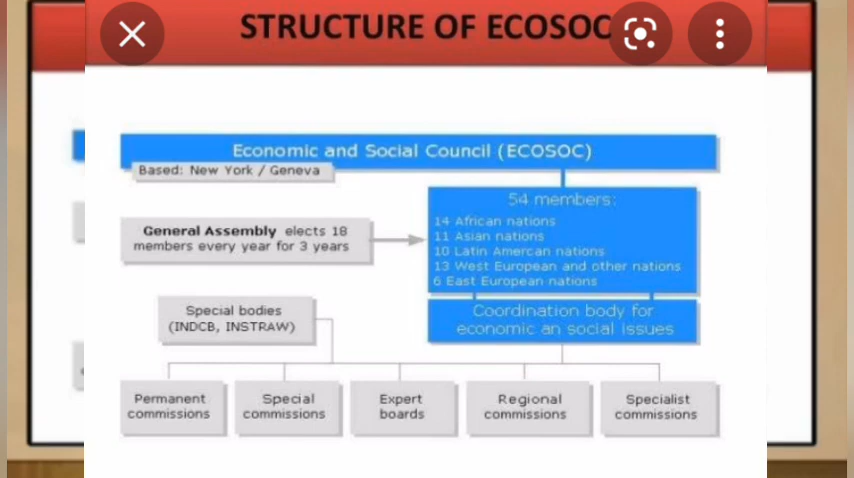 STRUCTURE OF ECOSOC
Economic and Social Council (ECOSOC)
Based: New York / Geneva
54 members:
14 African nations
11 Asian nations
10 Latin Amercan nations
13 West European and other nations
6 East European nations
General Assembly elects 18
members every year for 3 years
Coordination body for
economic an social issues
Special bodies
(INDCB, INSTRAW)
Permanent
commissions
Special
commissions
Expert
boards
Regional
commissions
Specialist
commissions